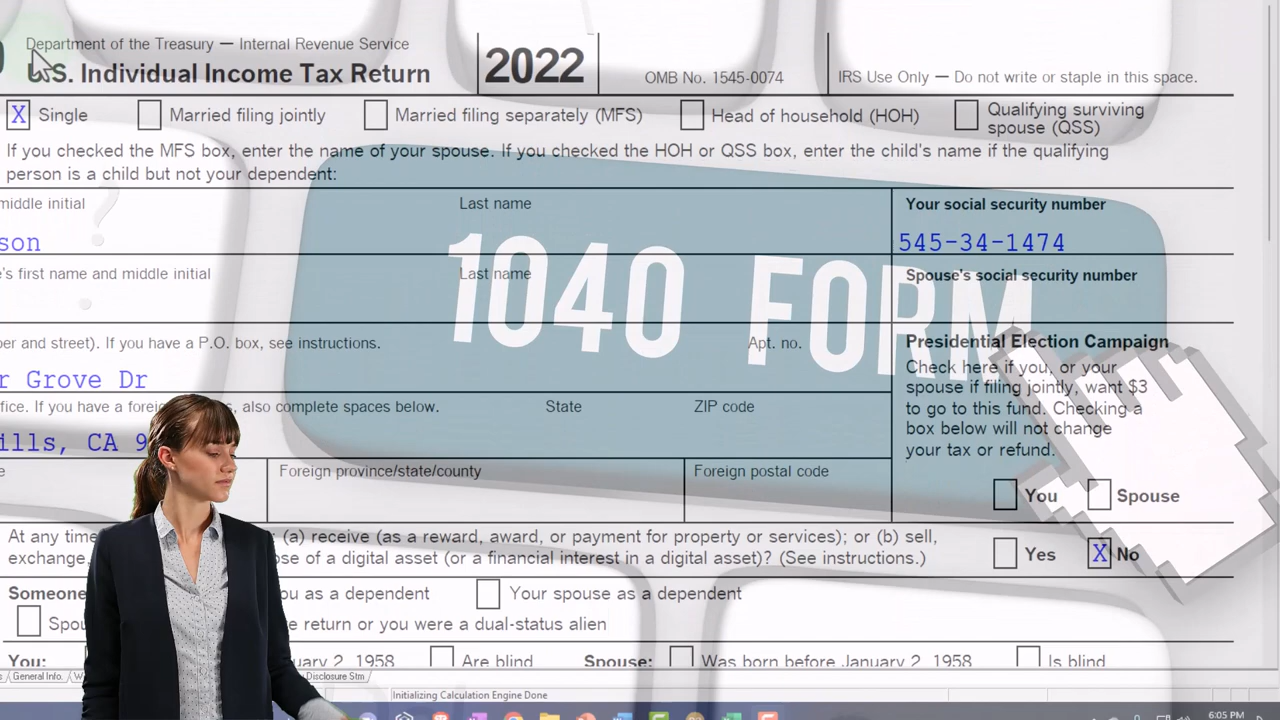 Department of the Treasury — Internal Revenue Service
U.S. Individual Income Tax Return
2022
OMB No. 1545-0074
IRS Use Only — Do not write or staple in this space.
X Single
Married filing jointly
Married filing separately (MFS)
Head of household (HOH)
Qualifying surviving
spouse (QSS)
If you checked the MFS box, enter the name of your spouse. If you checked the HOH or QSS box, enter the child's name if the qualifying
person is a child but not your dependent:
middle initial
Last name
Your social security number
son
545-34-1474
's first name and middle initial
Last name
Spouse's social security number
1040 FORM
er and street). If you have a P.O. box, see instructions.
Apt. no.
Presidential Election Campaign
Check here if you, or your
spouse if filing jointly, want $3
to go to this fund. Checking a
box below will not change
your tax or refund.
r Grove Dr
ffice. If you have a foreig s, also complete spaces below.
State
ZIP code
ills, CA 9
Foreign province/state/county
Foreign postal code
You
Spouse
At any time : (a) receive (as a reward, award, or payment for property or services); or (b) sell,
exchange, ose of a digital asset (or a financial interest in a digital asset)? (See instructions.)
Yes
X No
Someone ou as a dependent
Your spouse as a dependent
Spou e return or you were a dual-status alien
You: uary 2, 1958
Are blind
Spouse:
Was born before January 2, 1958
Is blind
General Info.
Disclosure Stm
Initializing Calculation Engine Done
6:05 PM